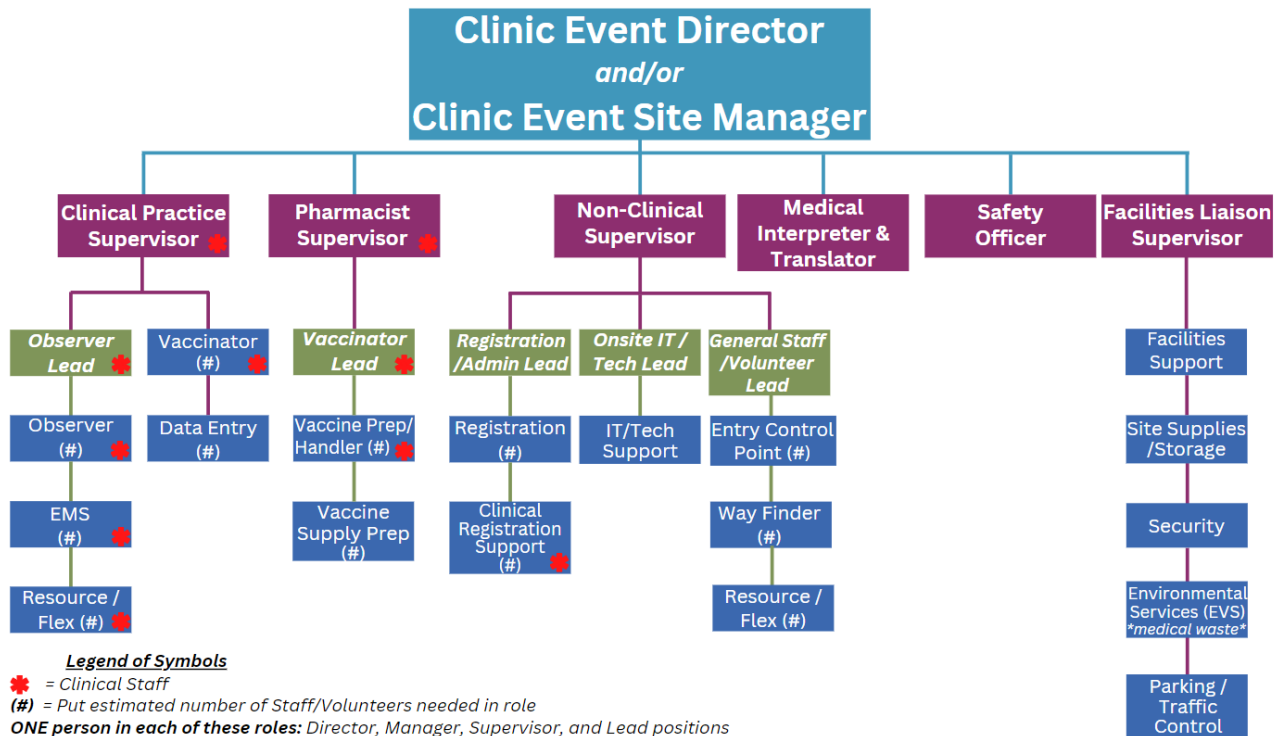 Clinic Event Director
and/or
Clinic Event Site Manager
Clinical Practice
Supervisor
Pharmacist
Supervisor
Non-Clinical
Supervisor
Medical
Interpreter &
Translator
Safety
Officer
Facilities Liaison
Supervisor
Observer
Lead
Vaccinator
(#)
Vaccinator
Lead
Registration
/Admin Lead
Onsite IT /
Tech Lead
General Staff
/Volunteer
Lead
Facilities
Support
Observer
(#)
Data Entry
(#)
Vaccine Prep/
Handler (#)
Registration
(#)
IT/Tech
Support
Entry Control
Point (#)
Site Supplies
/Storage
EMS
(#)
Vaccine
Supply Prep
(#)
Clinical
Registration
Support
(#)
Way Finder
(#)
Security
Resource /
Flex (#)
Resource /
Flex (#)
Environmental
Services (EVS)
*medical waste*
Parking /
Traffic
Control
Legend of Symbols
= Clinical Staff
(#) = Put estimated number of Staff/Volunteers needed in role
ONE person in each of these roles: Director, Manager, Supervisor, and Lead positions